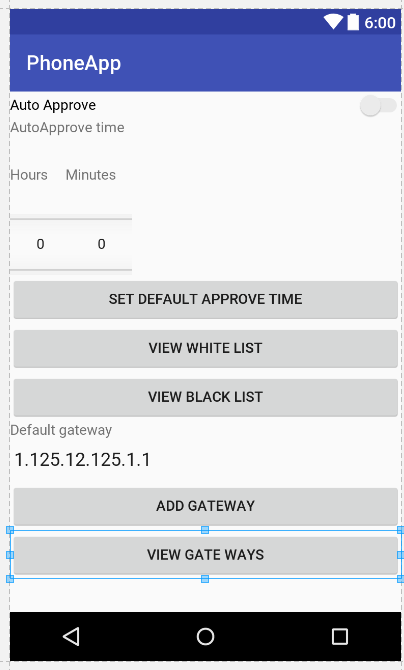 6:00
PhoneApp
Auto Approve
AutoApprove time
Hours Minutes
0 0
SET DEFAULT APPROVE TIME
VIEW WHITE LIST
VIEW BLACK LIST
Default gateway
1.125.12.125.1.1
ADD GATEWAY
VIEW GATE WAYS